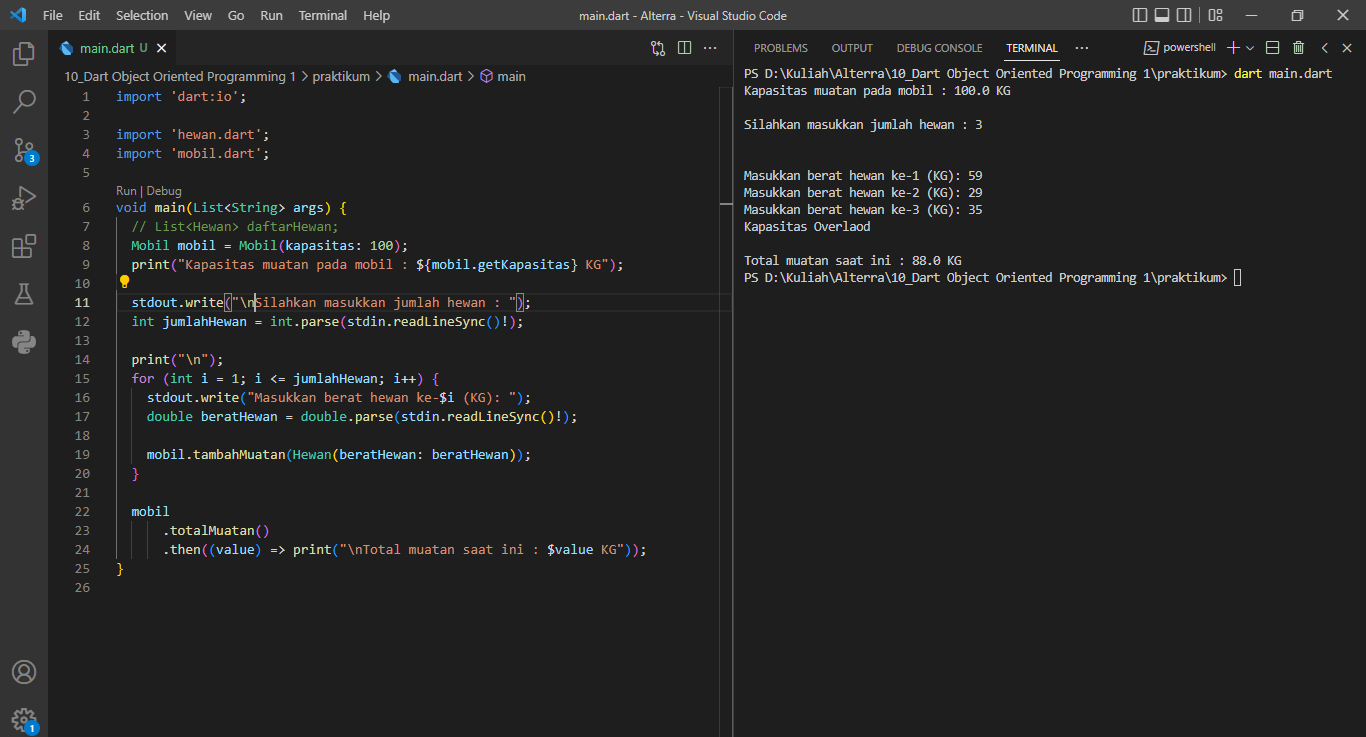 File Edit Selection View Go Run Terminal Help main.dart - Alterra - Visual Studio Code
main.dart U
10_Dart Object Oriented Programming 1 > praktikum > main.dart > main
1 import 'dart:io';
2
3 import 'hewan.dart';
4 import 'mobil.dart';
5
Run | Debug
6 void main(List<String> args) {
7 // List<Hewan> daftarHewan;
8 Mobil mobil = Mobil(kapasitas: 100);
9 print("Kapasitas muatan pada mobil : ${mobil.getKapasitas} KG");
10
11 stdout.write("\nSilahkan masukkan jumlah hewan : ");
12 int jumlahHewan = int.parse(stdin.readLineSync()!);
13
14 print("\n");
15 for (int i = 1; i <= jumlahHewan; i++) {
16 stdout.write("Masukkan berat hewan ke-$i (KG): ");
17 double beratHewan = double.parse(stdin.readLineSync()!);
18
19 mobil.tambahMuatan(Hewan(beratHewan: beratHewan));
20 }
21
22 mobil
23 .totalMuatan()
24 .then((value) => print("\nTotal muatan saat ini : $value KG"));
25 }
26
3
1
PROBLEMS OUTPUT DEBUG CONSOLE TERMINAL ··· powershell
PS D:\Kuliah\Alterra\10_Dart Object Oriented Programming 1\praktikum> dart main.dart
Kapasitas muatan pada mobil : 100.0 KG
Silahkan masukkan jumlah hewan : 3
Masukkan berat hewan ke-1 (KG): 59
Masukkan berat hewan ke-2 (KG): 29
Masukkan berat hewan ke-3 (KG): 35
Kapasitas Overlaod
Total muatan saat ini : 88.0 KG
PS D:\Kuliah\Alterra\10_Dart Object Oriented Programming 1\praktikum>